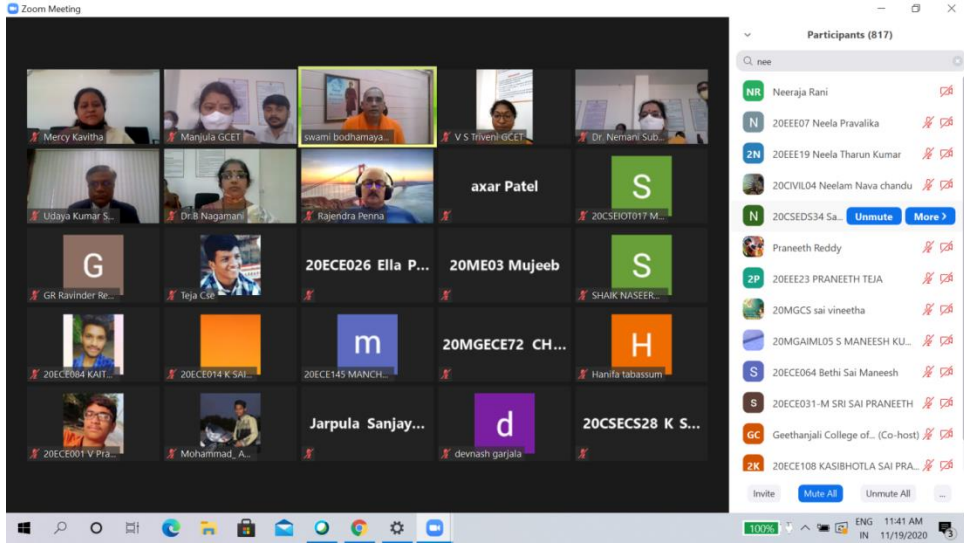 Zoom Meeting
Mercy Kavitha
Manjula GCET
swami bodhamaya...
V S Triveni GCET
Dr. Nemani Sub...
Udaya Kumar S...
Dr.B Nagamani
Rajendra Penna
axar Patel
S
20CSEIOT017 M...
G
GR Ravinder Re...
Teja Cse
20ECE026 Ella P...
20ME03 Mujeeb
S
SHAIK NASEER...
20ECE084 KAIT...
20ECE014 K SAI...
m
20ECE145 MANCH...
20MGECE72 CH...
H
Hanifa tabassum
20ECE001 V Pra...
Mohammad_ A...
Jarpula Sanjay...
d
devnash garjala
20CSECS28 K S...
Participants (817)
nee
NR Neeraja Rani
N 20EEE07 Neela Pravalika
2N 20EEE19 Neela Tharun Kumar
20CIVIL04 Neelam Nava chandu
N 20CSEDS34 Sa... Unmute More >
Praneeth Reddy
2P 20EEE23 PRANEETH TEJA
20MGCS sai vineetha
20MGAIML05 S MANEESH KU...
S 20ECE064 Bethi Sai Maneesh
S 20ECE031-M SRI SAI PRANEETH
GC Geethanjali College of... (Co-host)
2K 20ECE108 KASIBHOTLA SAI PRA...
Invite Mute All Unmute All ...
100% ENG 11:41 AM
IN 11/19/2020 3